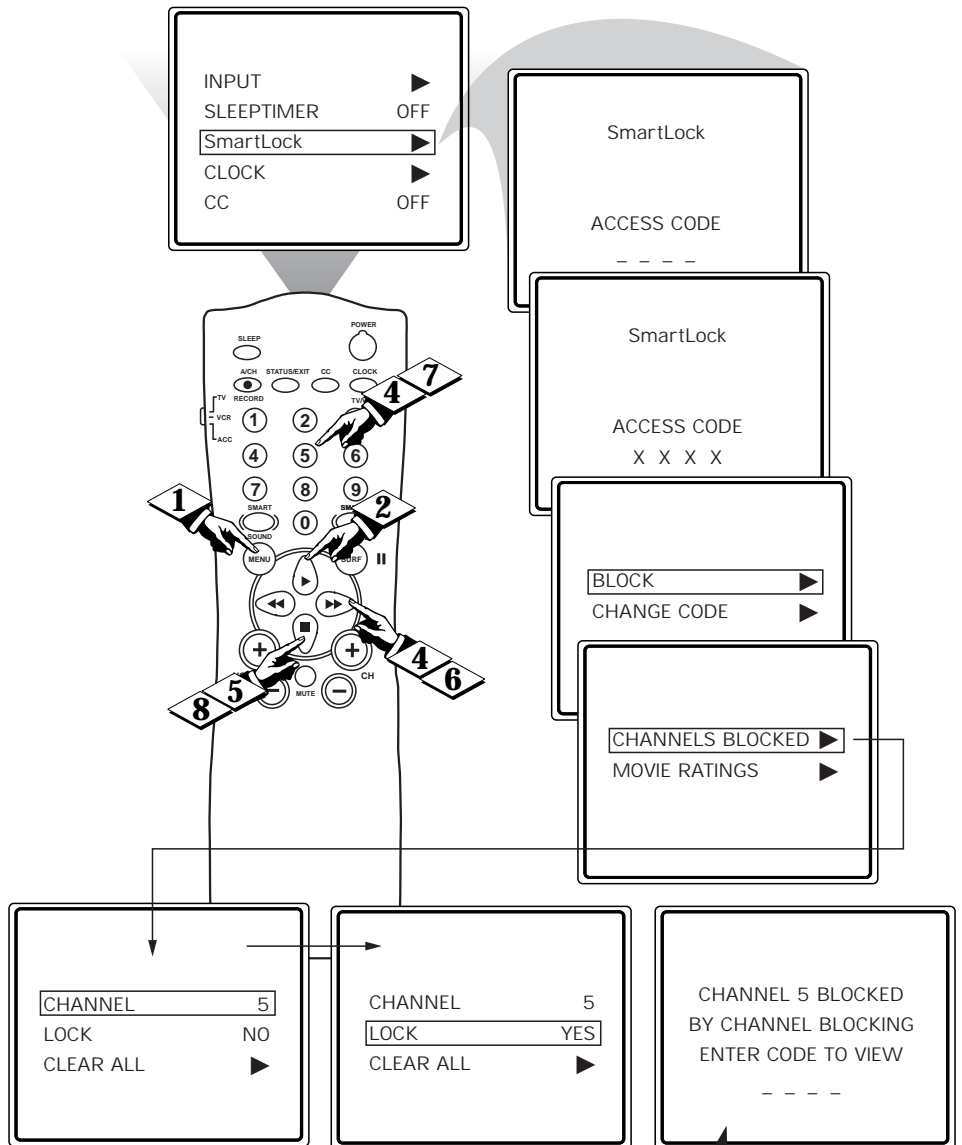 INPUT ▶
SLEEPTIMER OFF
SmartLock ▶
CLOCK ▶
CC OFF
SmartLock
ACCESS CODE
_ _ _ _
SmartLock
ACCESS CODE
X X X X
BLOCK ▶
CHANGE CODE ▶
CHANNELS BLOCKED ▶
MOVIE RATINGS ▶
SLEEP POWER
A/CH STATUS/EXIT CC CLOCK
TV RECORD
VCR
ACC
1 2
4 5 6
7 8 9
SMART
0
SOUND
MENU
CH
MUTE
4 7
1
2
4 6
8 5
CHANNEL 5
LOCK NO
CLEAR ALL ▶
CHANNEL 5
LOCK YES
CLEAR ALL ▶
CHANNEL 5 BLOCKED
BY CHANNEL BLOCKING
ENTER CODE TO VIEW
_ _ _ _